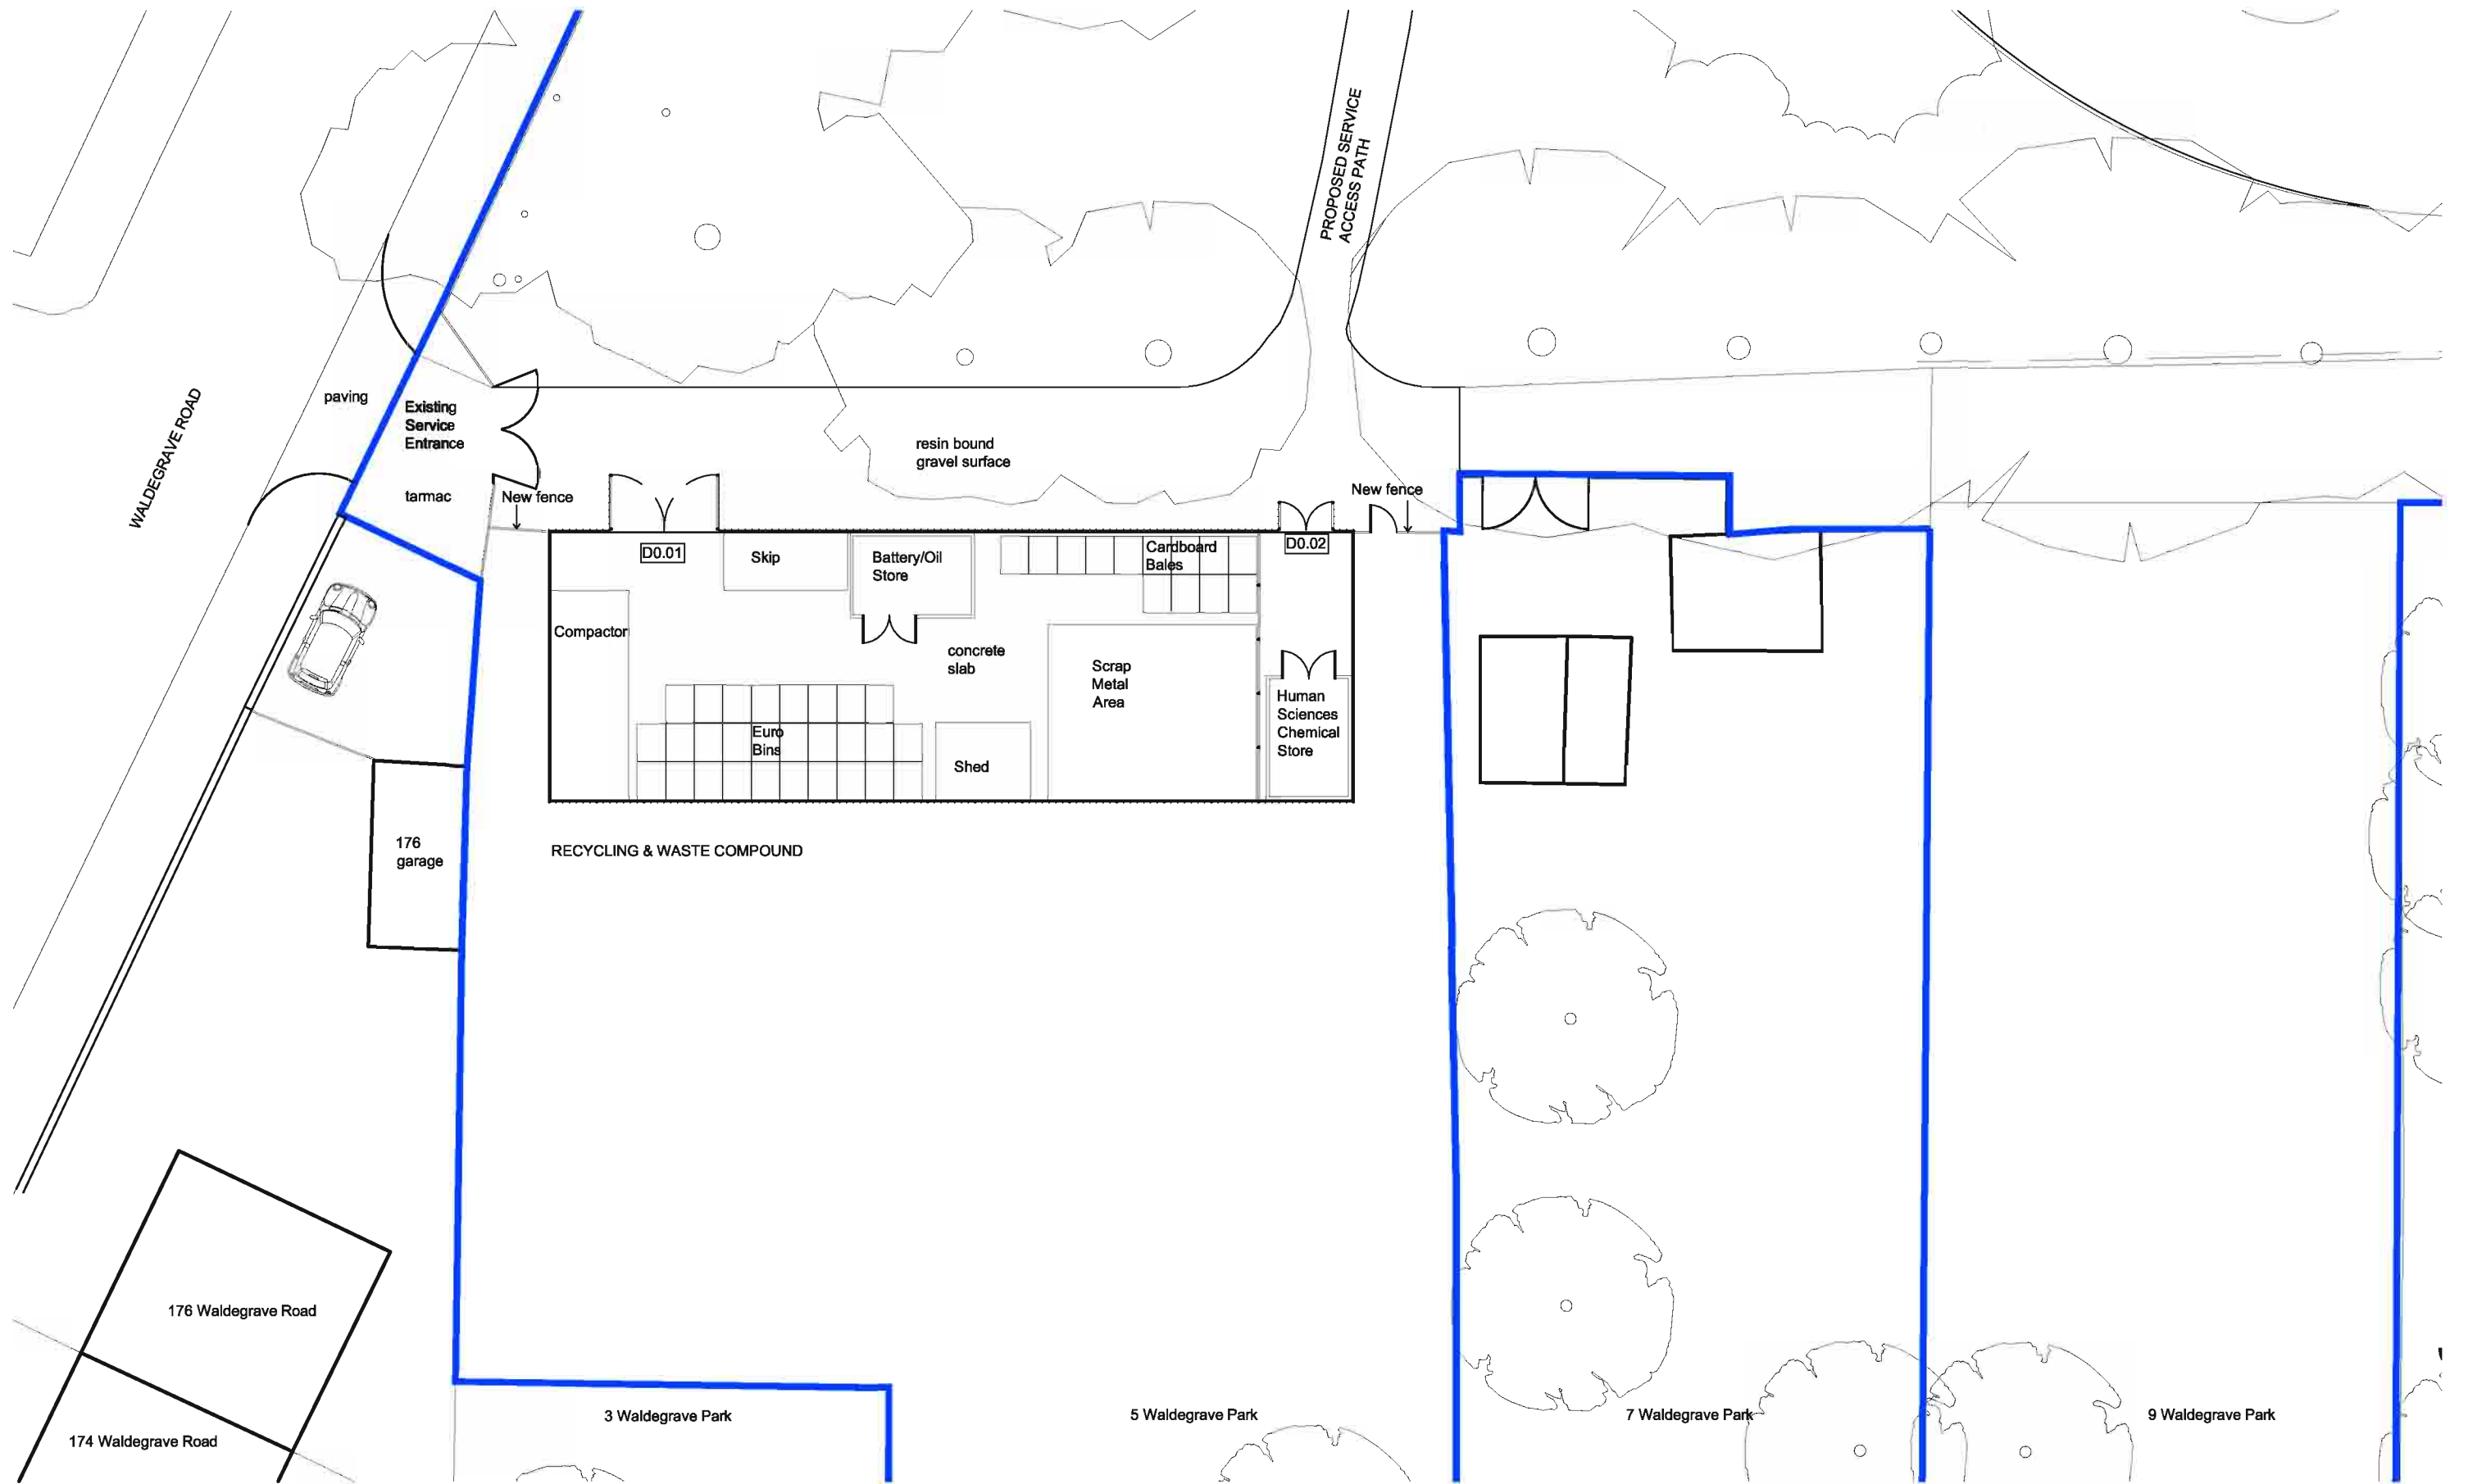 PROPOSED SERVICE
ACCESS PATH
WALDEGRAVE ROAD
paving
Existing
Service
Entrance
tarmac
resin bound
gravel surface
New fence
New fence
D0.01
Skip
Battery/Oil
Store
Cardboard
Bales
D0.02
Compactor
concrete
slab
Scrap
Metal
Area
Human
Sciences
Chemical
Store
Euro
Bins
Shed
176
garage
RECYCLING & WASTE COMPOUND
176 Waldegrave Road
174 Waldegrave Road
3 Waldegrave Park
5 Waldegrave Park
7 Waldegrave Park
9 Waldegrave Park